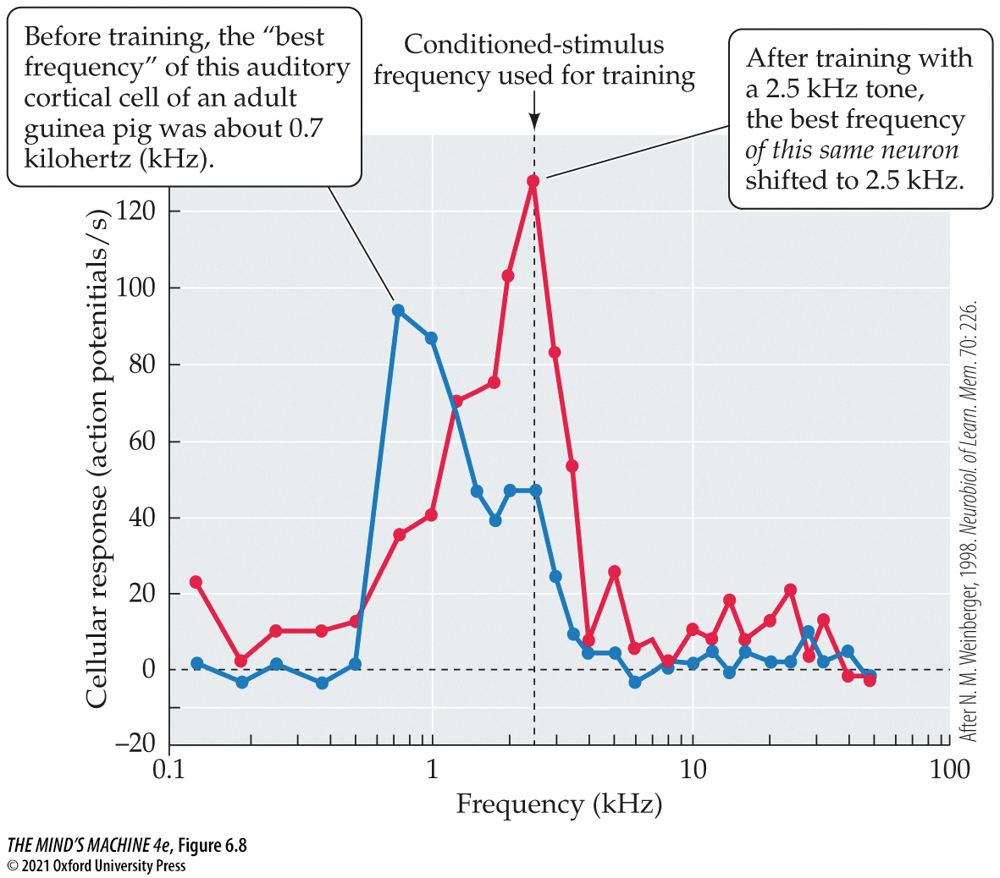 Before training, the “best
frequency” of this auditory
cortical cell of an adult
guinea pig was about 0.7
kilohertz (kHz).
Conditioned-stimulus
frequency used for training
After training with
a 2.5 kHz tone,
the best frequency
of this same neuron
shifted to 2.5 kHz.
Cellular response (action potenitials/s)
120
100
80
60
40
20
0
–20
0.1
1
10
100
Frequency (kHz)
After N. M. Weinberger, 1998. Neurobiol. of Learn. Mem. 70: 226.
THE MIND’S MACHINE 4e, Figure 6.8
© 2021 Oxford University Press